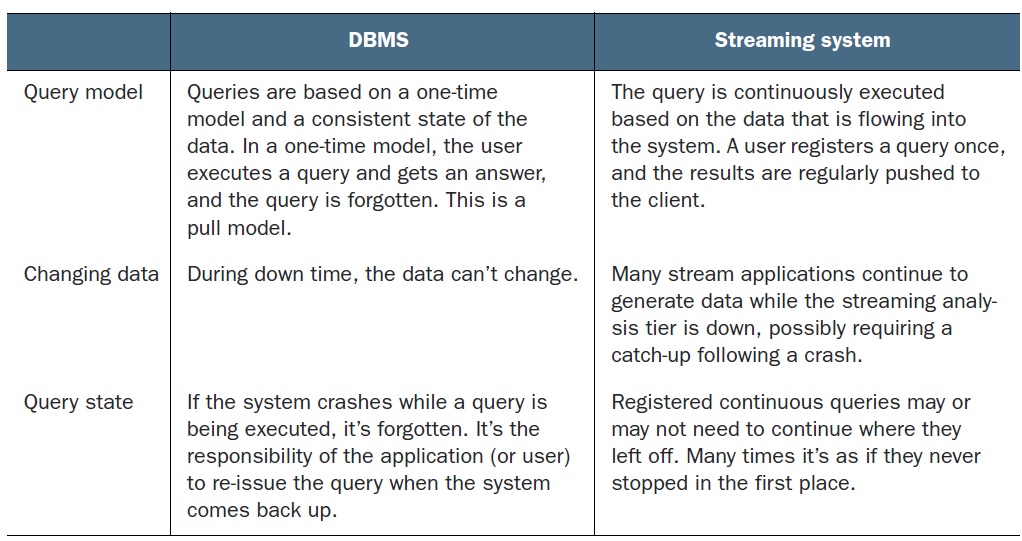 DBMS
Streaming system
Query model
Queries are based on a one-time
model and a consistent state of the
data. In a one-time model, the user
executes a query and gets an answer,
and the query is forgotten. This is a
pull model.
The query is continuously executed
based on the data that is flowing into
the system. A user registers a query once,
and the results are regularly pushed to
the client.
Changing data
During down time, the data can’t change.
Many stream applications continue to
generate data while the streaming analy-
sis tier is down, possibly requiring a
catch-up following a crash.
Query state
If the system crashes while a query is
being executed, it’s forgotten. It’s the
responsibility of the application (or user)
to re-issue the query when the system
comes back up.
Registered continuous queries may or
may not need to continue where they
left off. Many times it’s as if they never
stopped in the first place.